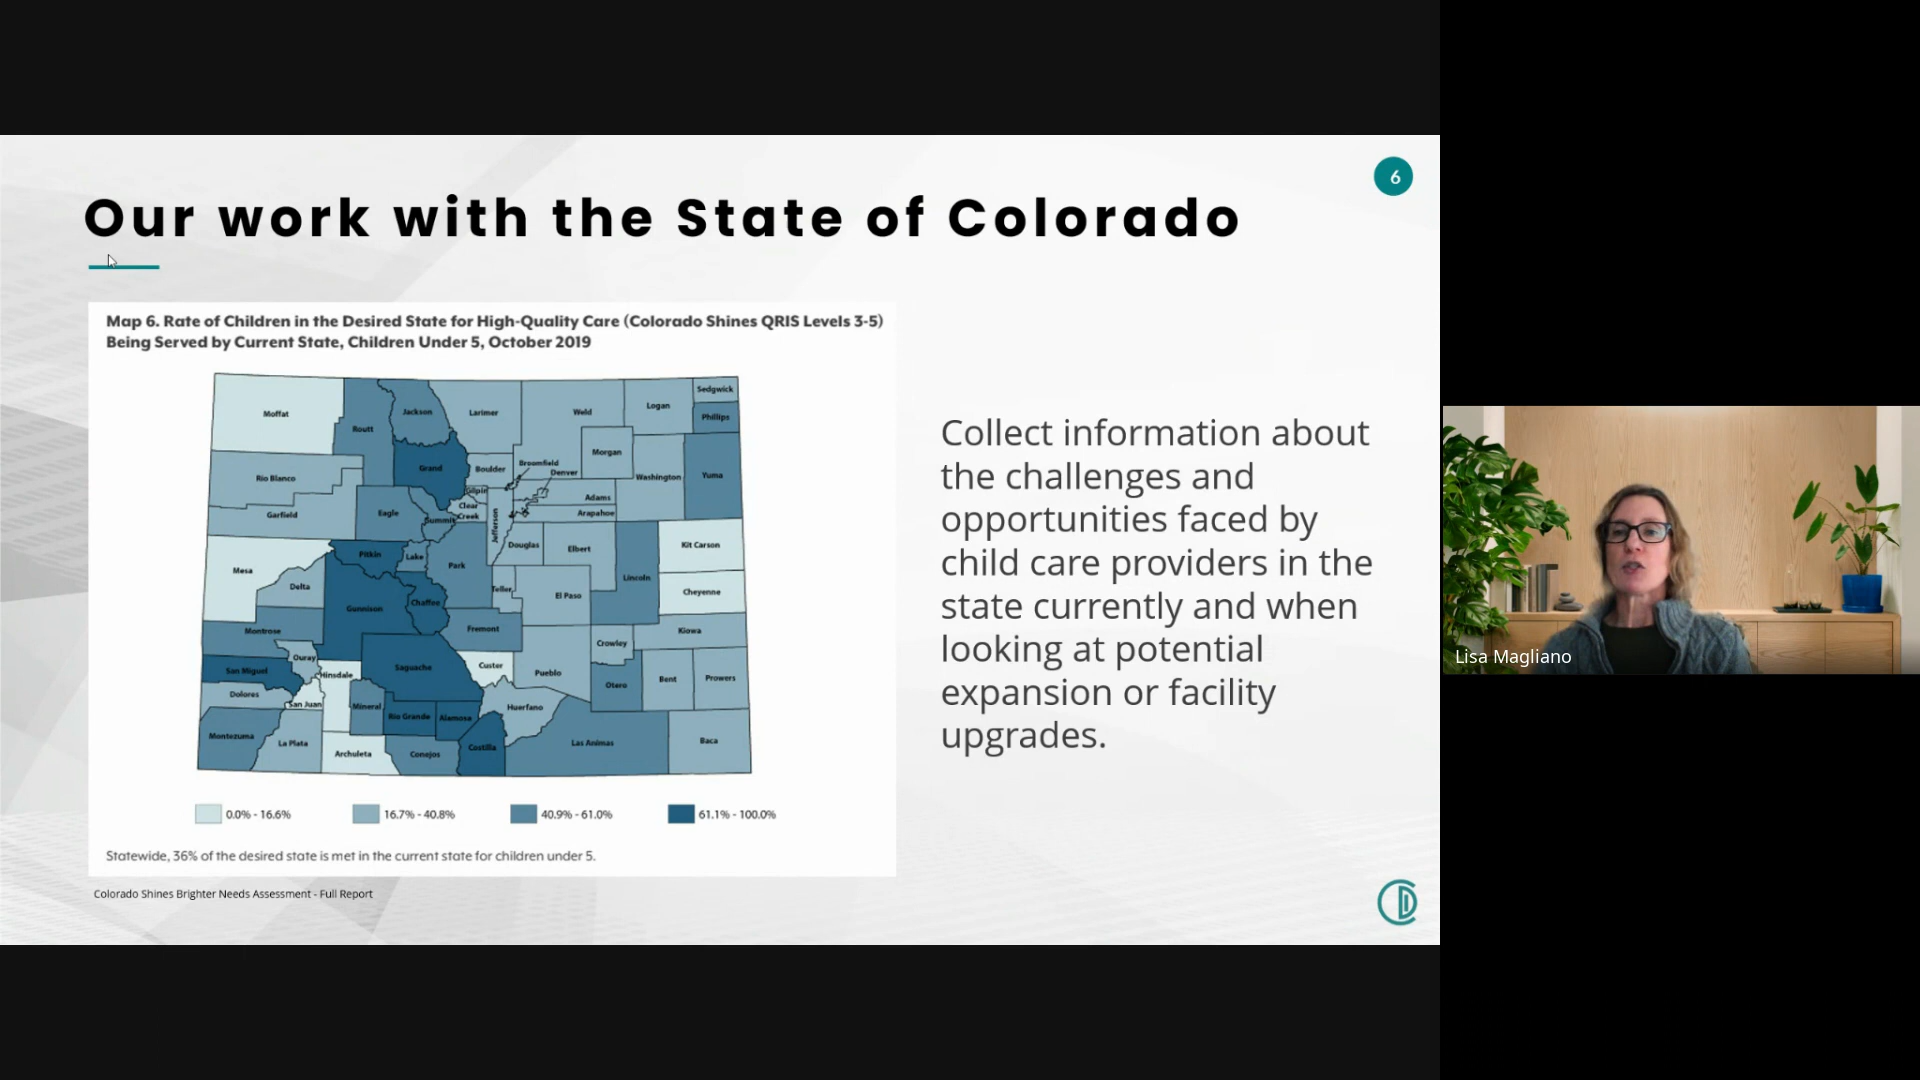 6
Our work with the State of Colorado
Map 6. Rate of Children in the Desired State for High-Quality Care (Colorado Shines QRIS Levels 3-5)
Being Served by Current State, Children Under 5, October 2019
Moffat
Routt
Jackson
Larimer
Weld
Logan
Sedgwick
Phillips
Rio Blanco
Grand
Boulder
Broomfield
Denver
Morgan
Washington
Yuma
Garfield
Eagle
Summit
Gilpin
Clear
Creek
Jefferson
Adams
Arapahoe
Mesa
Pitkin
Lake
Park
Douglas
Elbert
Lincoln
Kit Carson
Delta
Gunnison
Chaffee
Teller
El Paso
Cheyenne
Montrose
Fremont
Crowley
Kiowa
Ouray
San Miguel
Hinsdale
Saguache
Custer
Pueblo
Otero
Bent
Prowers
Dolores
San Juan
Mineral
Rio Grande
Alamosa
Huerfano
Montezuma
La Plata
Archuleta
Conejos
Costilla
Las Animas
Baca
0.0% - 16.6%
16.7% - 40.8%
40.9% - 61.0%
61.1% - 100.0%
Statewide, 36% of the desired state is met in the current state for children under 5.
Colorado Shines Brighter Needs Assessment - Full Report
Collect information about
the challenges and
opportunities faced by
child care providers in the
state currently and when
looking at potential
expansion or facility
upgrades.
Lisa Magliano